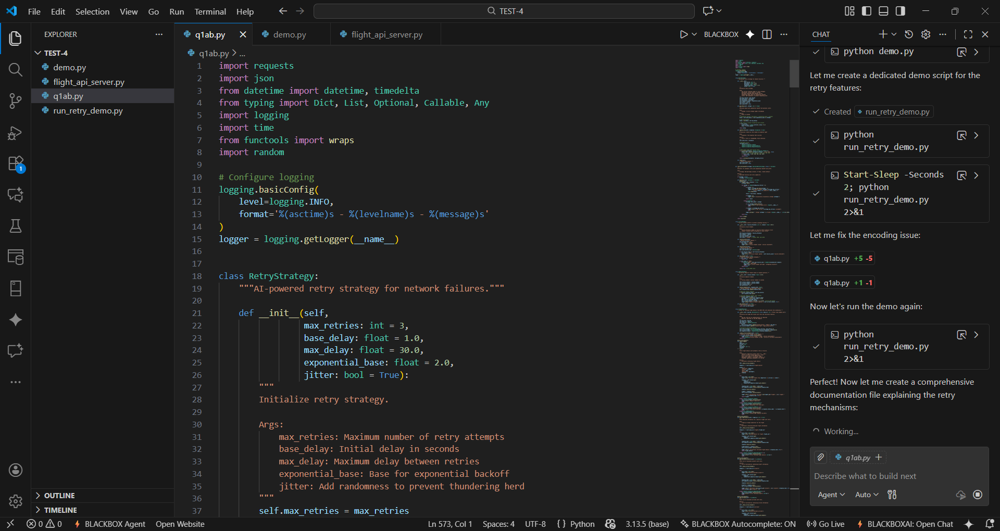 File Edit Selection View Go Run Terminal Help
TEST-4
EXPLORER
TEST-4
demo.py
flight_api_server.py
q1ab.py
run_retry_demo.py
OUTLINE
TIMELINE
1
q1ab.py
demo.py
flight_api_server.py
BLACKBOX
q1ab.py > ...
1 import requests
2 import json
3 from datetime import datetime, timedelta
4 from typing import Dict, List, Optional, Callable, Any
5 import logging
6 import time
7 from functools import wraps
8 import random
9
10 # Configure logging
11 logging.basicConfig(
12     level=logging.INFO,
13     format='%(asctime)s - %(levelname)s - %(message)s'
14 )
15 logger = logging.getLogger(__name__)
16
17
18 class RetryStrategy:
19     """AI-powered retry strategy for network failures."""
20
21     def __init__(self,
22                  max_retries: int = 3,
23                  base_delay: float = 1.0,
24                  max_delay: float = 30.0,
25                  exponential_base: float = 2.0,
26                  jitter: bool = True):
27         """
28         Initialize retry strategy.
29
30         Args:
31             max_retries: Maximum number of retry attempts
32             base_delay: Initial delay in seconds
33             max_delay: Maximum delay between retries
34             exponential_base: Base for exponential backoff
35             jitter: Add randomness to prevent thundering herd
36         """
37         self.max_retries = max_retries
CHAT
python demo.py
Let me create a dedicated demo script for the
retry features:
Created run_retry_demo.py
python
run_retry_demo.py
Start-Sleep -Seconds
2; python
run_retry_demo.py
2>&1
Let me fix the encoding issue:
q1ab.py +5 -5
q1ab.py +1 -1
Now let's run the demo again:
python
run_retry_demo.py
2>&1
Perfect! Now let me create a comprehensive
documentation file explaining the retry
mechanisms:
Working...
q1ab.py
Describe what to build next
Agent Auto
0 0 BLACKBOX Agent Open Website Ln 573, Col 1 Spaces: 4 UTF-8 { } Python 3.13.5 (base) BLACKBOX Autocomplete: ON Go Live BLACKBOXAI: Open Chat